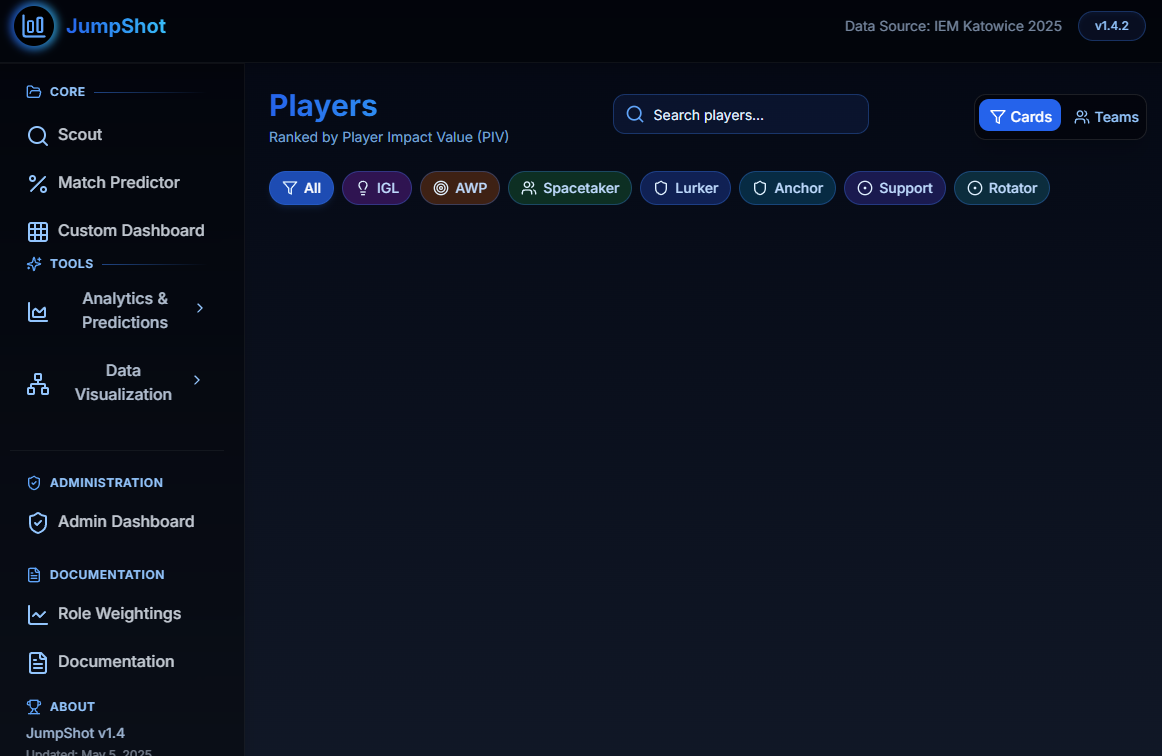 JumpShot
Data Source: IEM Katowice 2025
v1.4.2
CORE
Scout
Match Predictor
Custom Dashboard
TOOLS
Analytics &
Predictions
Data
Visualization
ADMINISTRATION
Admin Dashboard
DOCUMENTATION
Role Weightings
Documentation
ABOUT
JumpShot v1.4
Updated: May 5, 2025
Players
Ranked by Player Impact Value (PIV)
Search players...
Cards
Teams
All
IGL
AWP
Spacetaker
Lurker
Anchor
Support
Rotator